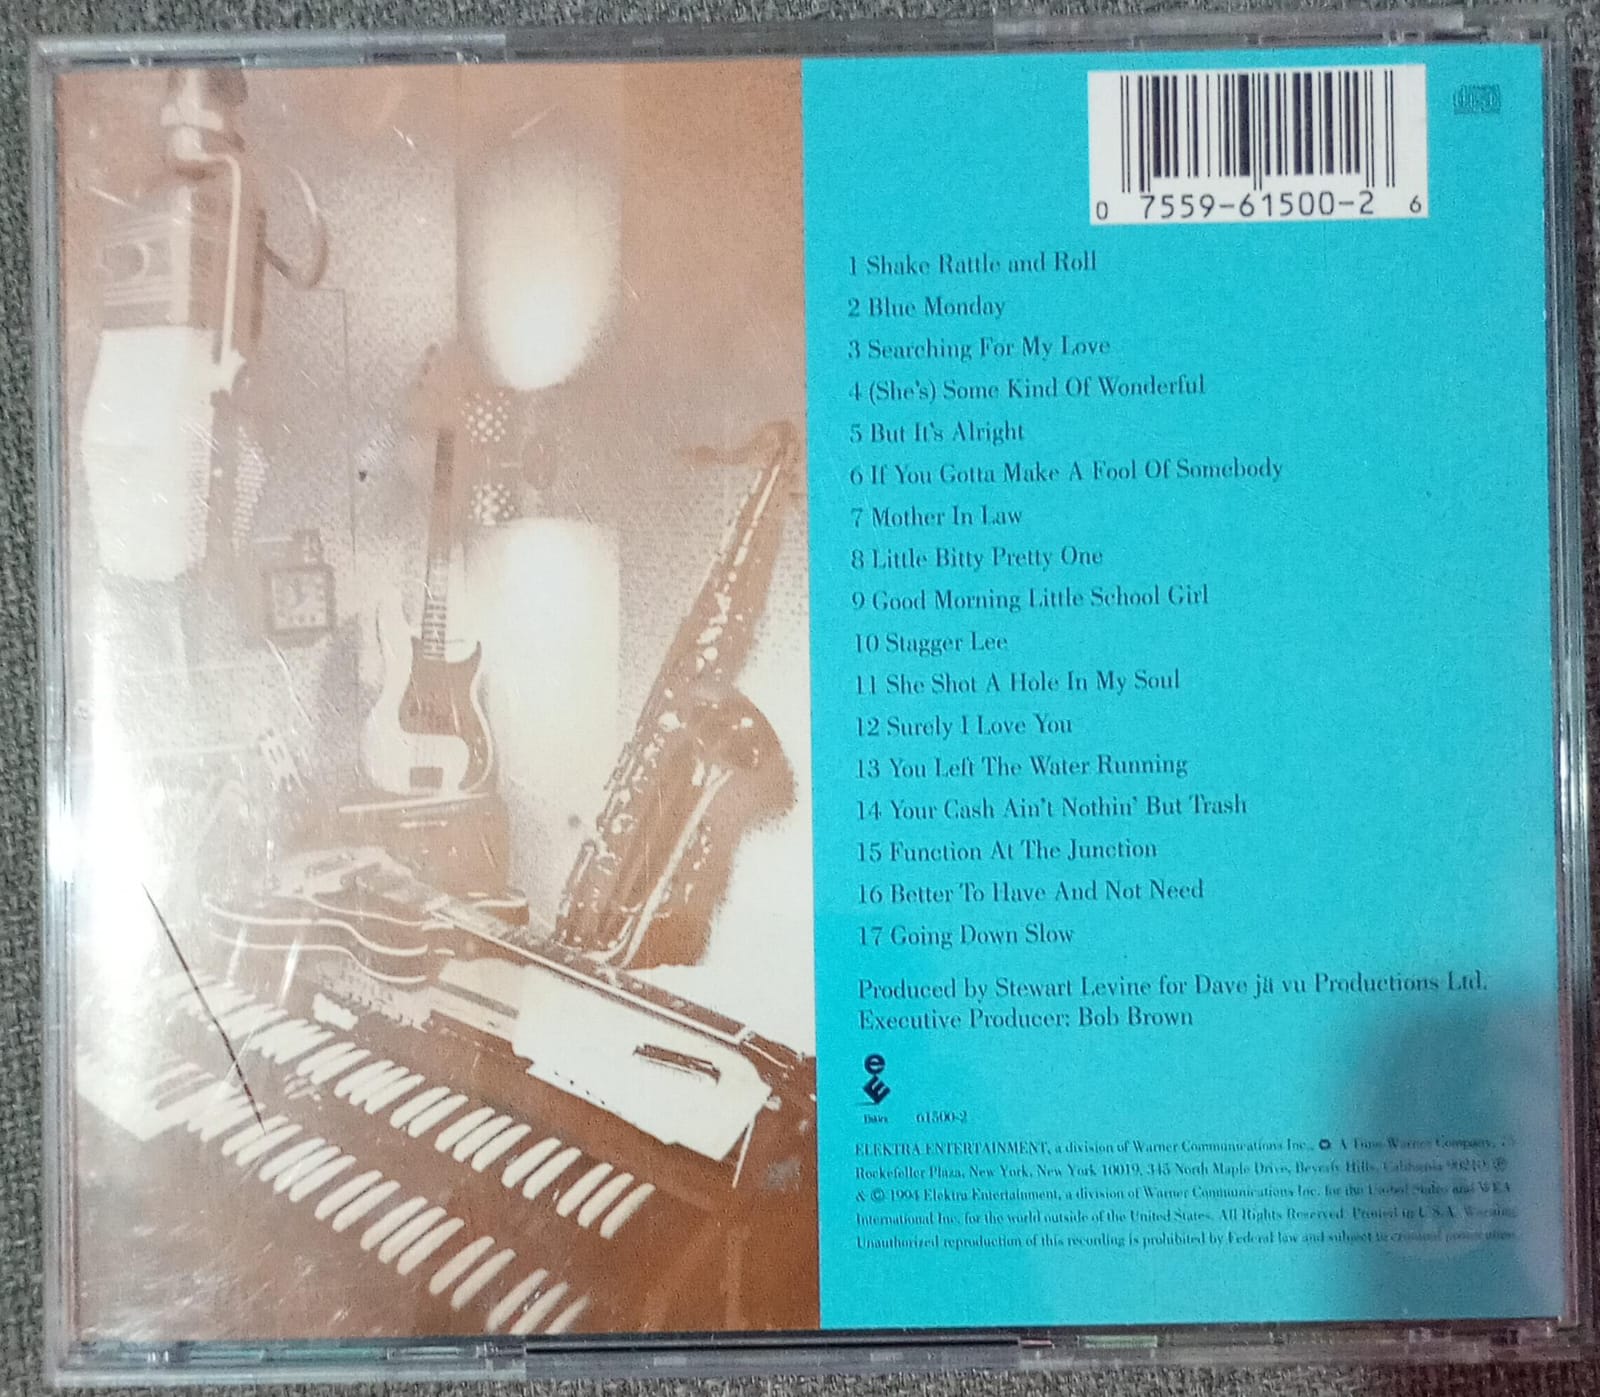 0 7559-61500-2 6
1 Shake Rattle and Roll
2 Blue Monday
3 Searching For My Love
4 (She's) Some Kind Of Wonderful
5 But It's Alright
6 If You Gotta Make A Fool Of Somebody
7 Mother In Law
8 Little Bitty Pretty One
9 Good Morning Little School Girl
10 Stagger Lee
11 She Shot A Hole In My Soul
12 Surely I Love You
13 You Left The Water Running
14 Your Cash Ain't Nothin' But Trash
15 Function At The Junction
16 Better To Have And Not Need
17 Going Down Slow
Produced by Stewart Levine for Dave jä vu Productions Ltd.
Executive Producer: Bob Brown
61500-2
ELEKTRA ENTERTAINMENT, a division of Warner Communications Inc., A Time Warner Company, 75
Rockefeller Plaza, New York, New York 10019, 345 North Maple Drive, Beverly Hills, California 90210. ℗
& © 1994 Elektra Entertainment, a division of Warner Communications Inc. for the United States and WEA
International Inc. for the world outside of the United States. All Rights Reserved. Printed in U.S.A. Warning:
Unauthorized reproduction of this recording is prohibited by Federal law and subject to criminal prosecution.